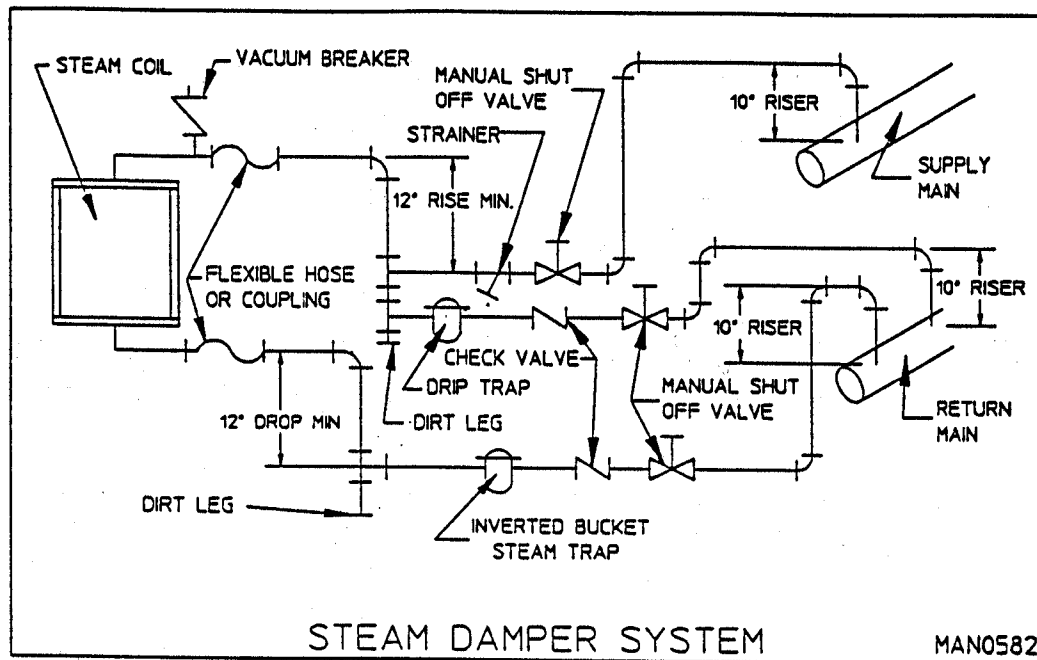 STEAM COIL
VACUUM BREAKER
MANUAL SHUT
OFF VALVE
STRAINER
10" RISER
SUPPLY
MAIN
12" RISE MIN.
FLEXIBLE HOSE
OR COUPLING
10" RISER
10" RISER
CHECK VALVE
DRIP TRAP
MANUAL SHUT
OFF VALVE
RETURN
MAIN
12" DROP MIN
DIRT LEG
DIRT LEG
INVERTED BUCKET
STEAM TRAP
STEAM DAMPER SYSTEM
MAN0582